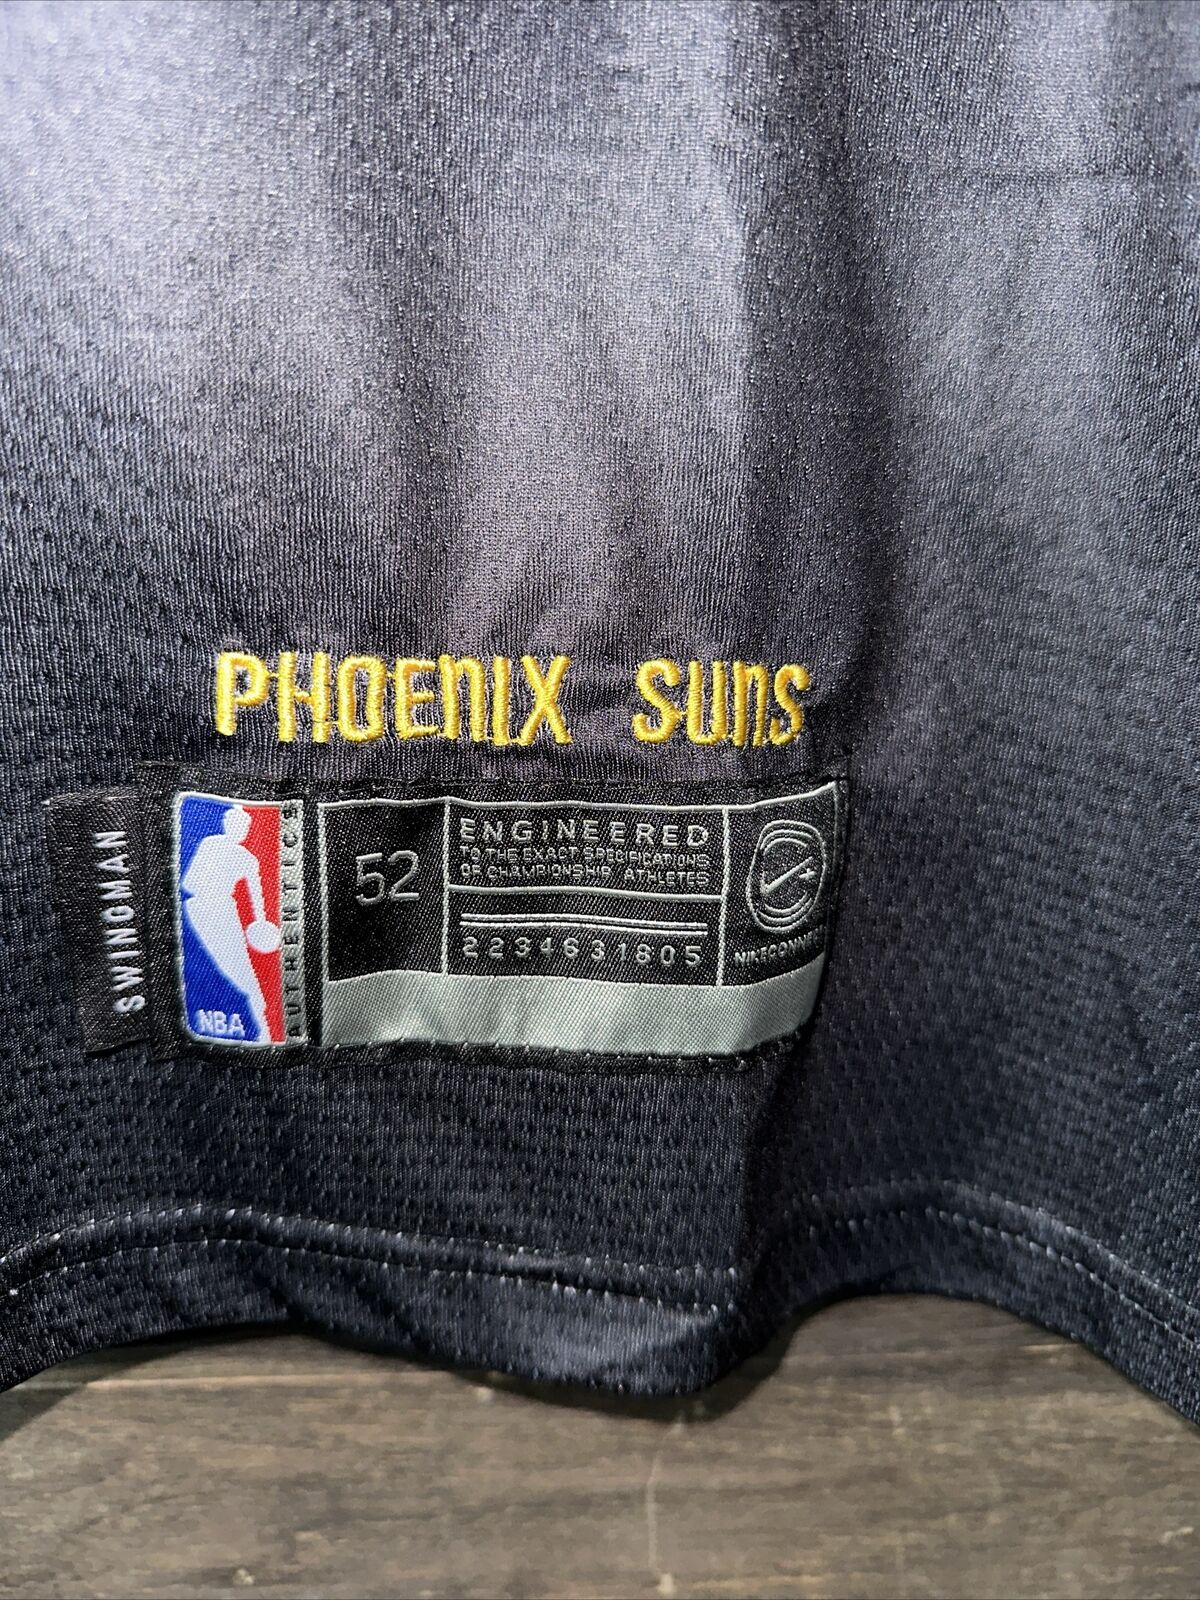 PHOENIX SUNS
SWINGMAN
NBA
AUTHENTICS
52
ENGINEERED
TO THE EXACT SPECIFICATIONS
OF CHAMPIONSHIP ATHLETES
2234631805